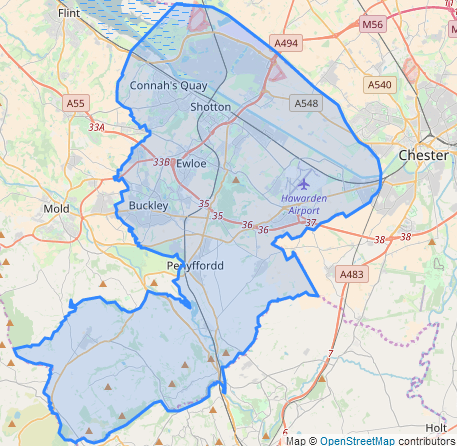 Flint
M56
A494
M5
A540
Connah's Quay
A55
Shotton
A548
33A
Chester
33B
Ewloe
Hawarden
Airport
Mold
Buckley
35
35
36
36
37
38
38
Penyffordd
A483
7
6
Holt
Map © OpenStreetMap contributors